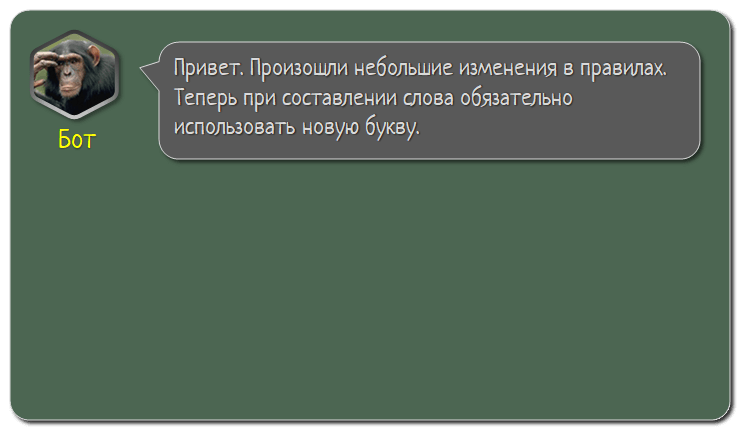 Привет. Произошли небольшие изменения в правилах.
Теперь при составлении слова обязательно
использовать новую букву.
Бот